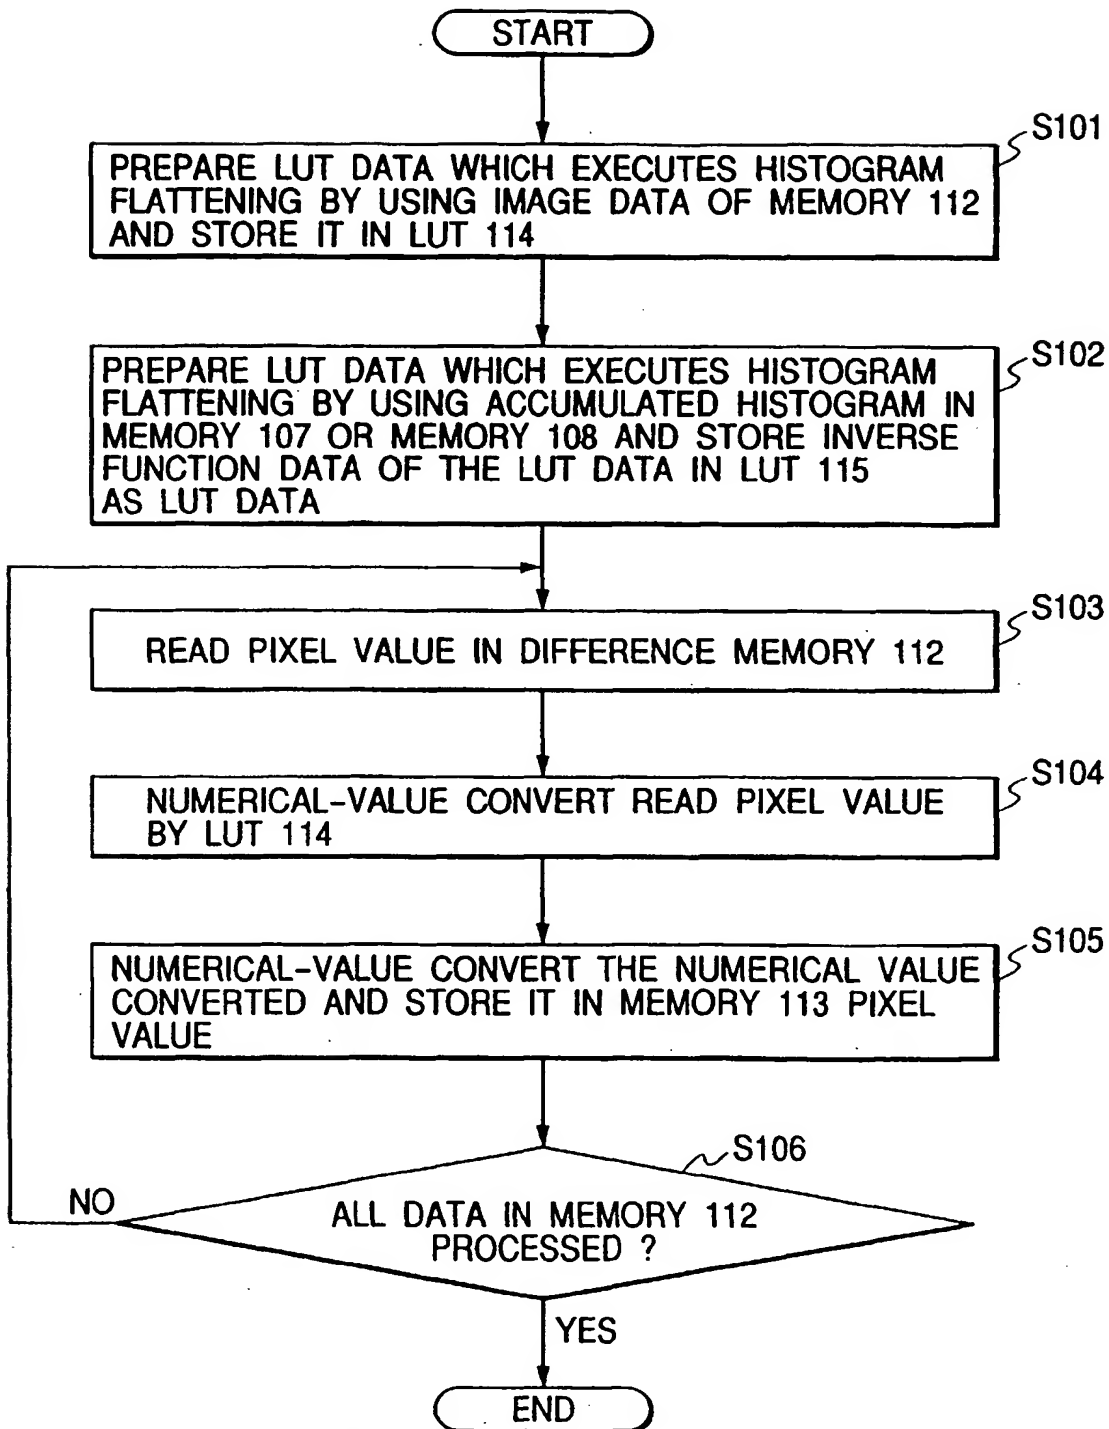 START
S101
PREPARE LUT DATA WHICH EXECUTES HISTOGRAM
FLATTENING BY USING IMAGE DATA OF MEMORY 112
AND STORE IT IN LUT 114
S102
PREPARE LUT DATA WHICH EXECUTES HISTOGRAM
FLATTENING BY USING ACCUMULATED HISTOGRAM IN
MEMORY 107 OR MEMORY 108 AND STORE INVERSE
FUNCTION DATA OF THE LUT DATA IN LUT 115
AS LUT DATA
S103
READ PIXEL VALUE IN DIFFERENCE MEMORY 112
S104
NUMERICAL-VALUE CONVERT READ PIXEL VALUE
BY LUT 114
S105
NUMERICAL-VALUE CONVERT THE NUMERICAL VALUE
CONVERTED AND STORE IT IN MEMORY 113 PIXEL
VALUE
S106
NO
ALL DATA IN MEMORY 112
PROCESSED ?
YES
END